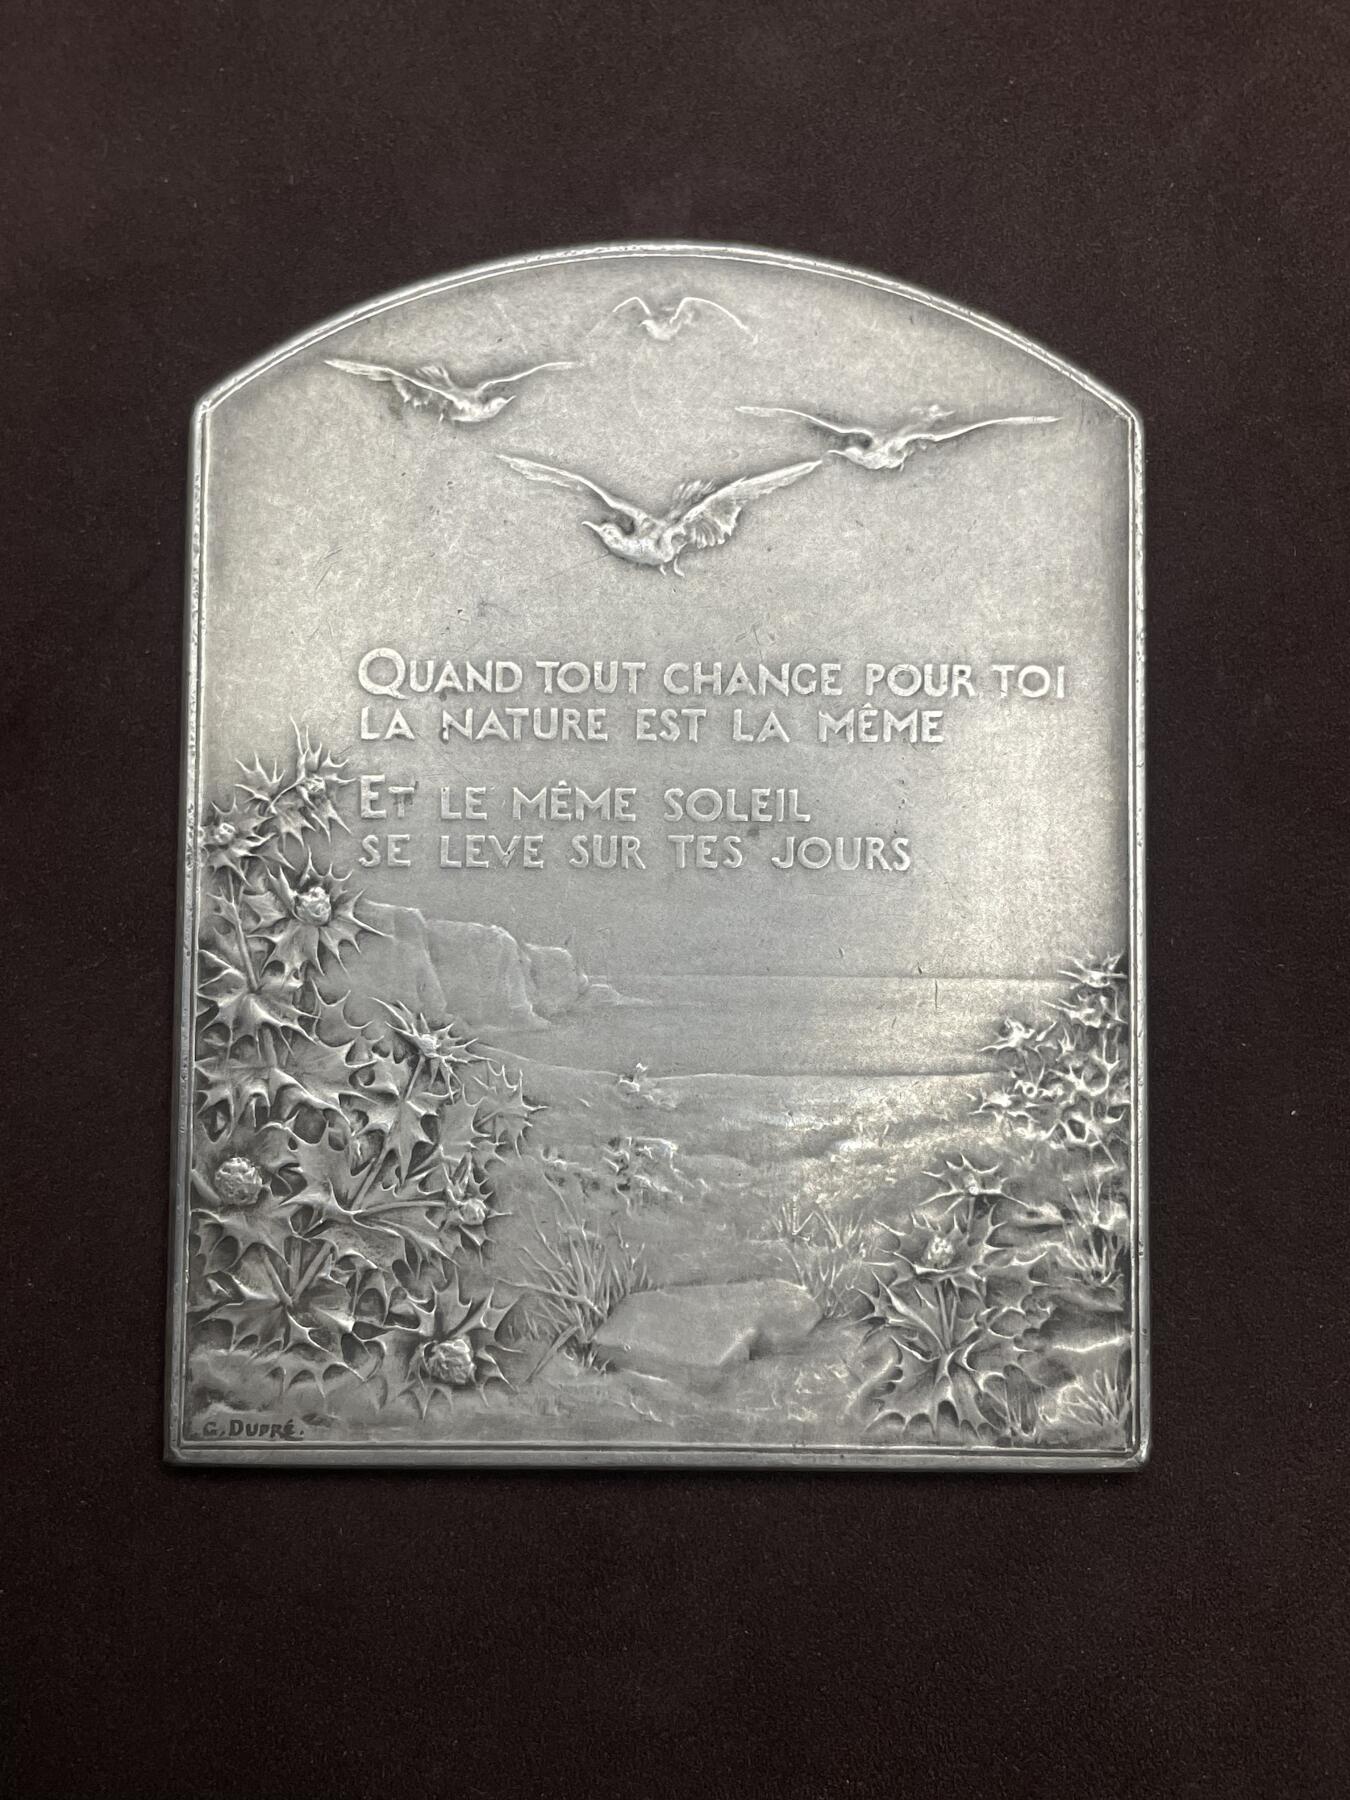 QUAND TOUT CHANGE POUR TOI
LA NATURE EST LA MÊME
ET LE MÊME SOLEIL
SE LEVE SUR TES JOURS
G. DUPRÉ.